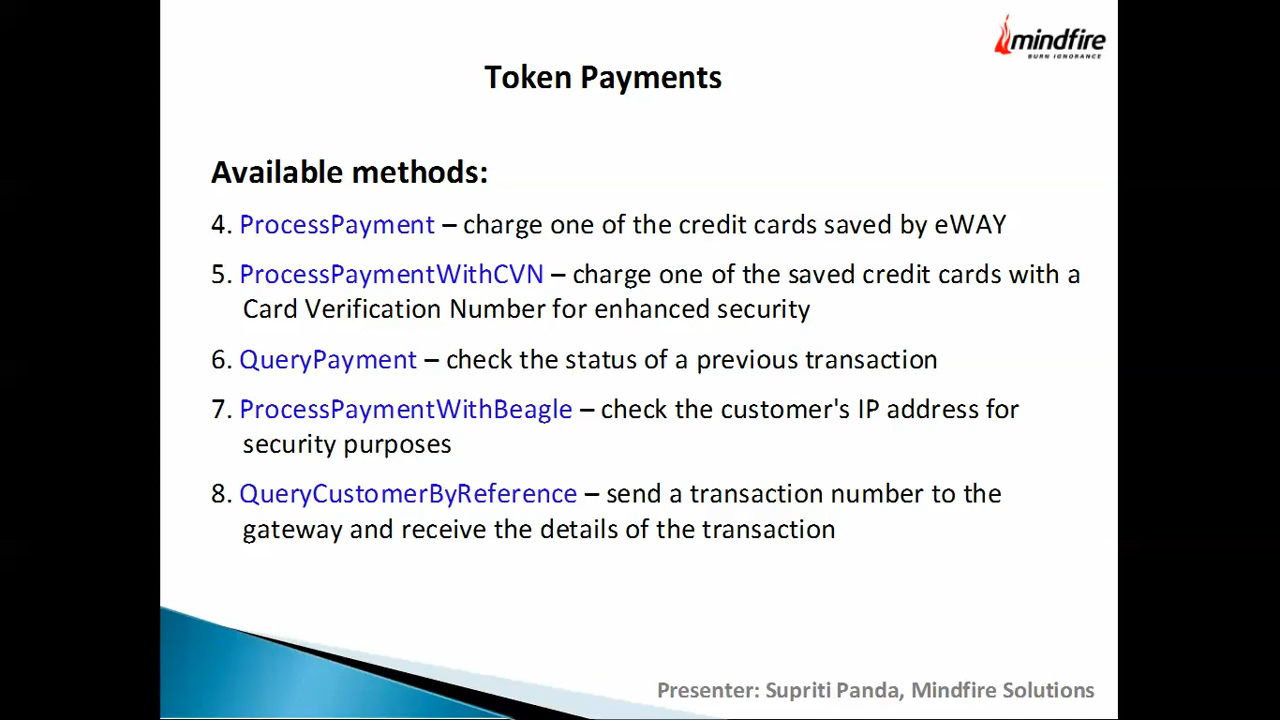 mindfire
BURN IGNORANCE
Token Payments
Available methods:
4. ProcessPayment – charge one of the credit cards saved by eWAY
5. ProcessPaymentWithCVN – charge one of the saved credit cards with a
Card Verification Number for enhanced security
6. QueryPayment – check the status of a previous transaction
7. ProcessPaymentWithBeagle – check the customer's IP address for
security purposes
8. QueryCustomerByReference – send a transaction number to the
gateway and receive the details of the transaction
Presenter: Supriti Panda, Mindfire Solutions